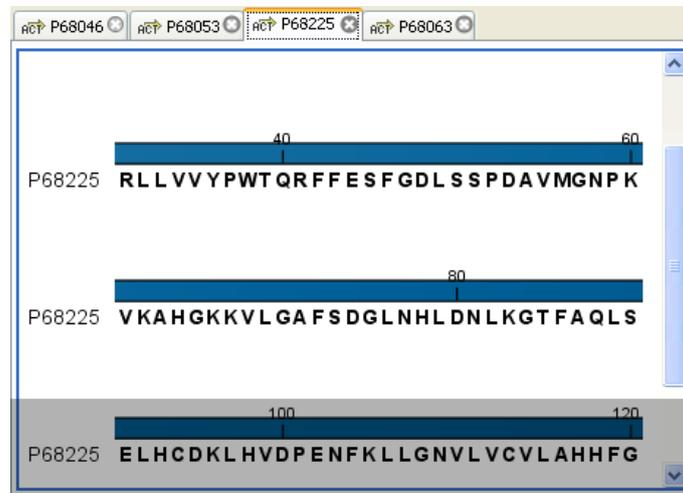 P68046 P68053 P68225 P68063
40 60
P68225 RLLVVYPWTQRFFESFGDLSSPDAVMGNPK
80
P68225 VKAHGKKVLGAFSDGLNHLDNLKGTFAQLS
100 120
P68225 ELHCDKLHVDPENFKLLGNVLVCVLAHHFG